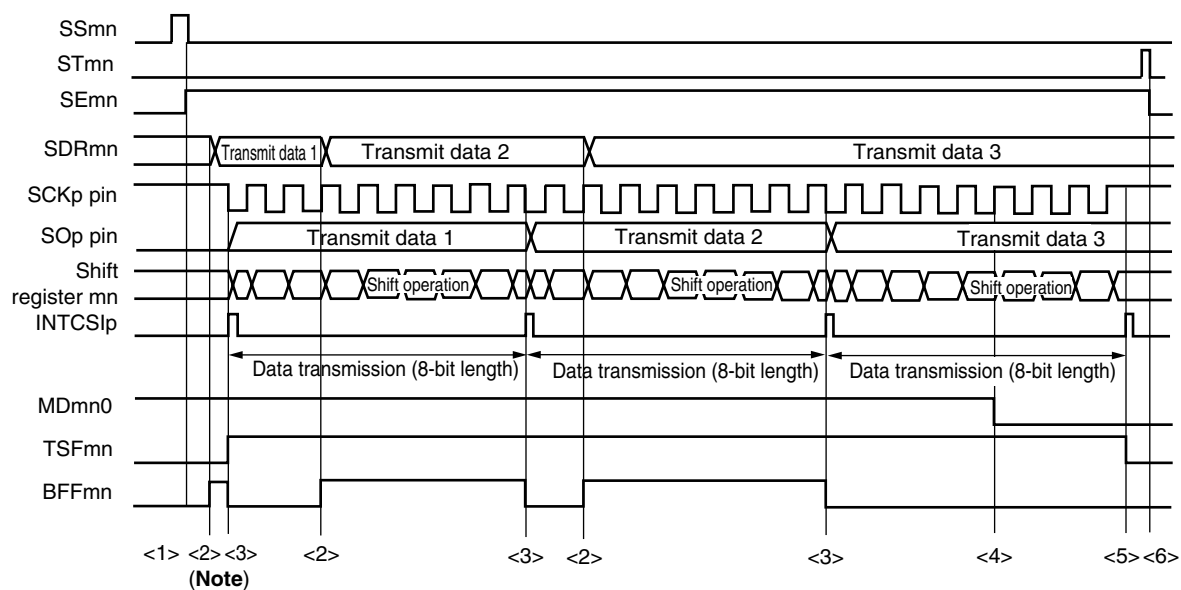 SSmn
STmn
SEmn
SDRmn
Transmit data 1
Transmit data 2
Transmit data 3
SCKp pin
SOp pin
Transmit data 1
Transmit data 2
Transmit data 3
Shift
register mn
Shift operation
Shift operation
Shift operation
INTCSIp
Data transmission (8-bit length)
Data transmission (8-bit length)
Data transmission (8-bit length)
MDmn0
TSFmn
BFFmn
<1> <2> <3> <2> <3> <2> <3> <4> <5> <6>
(Note)